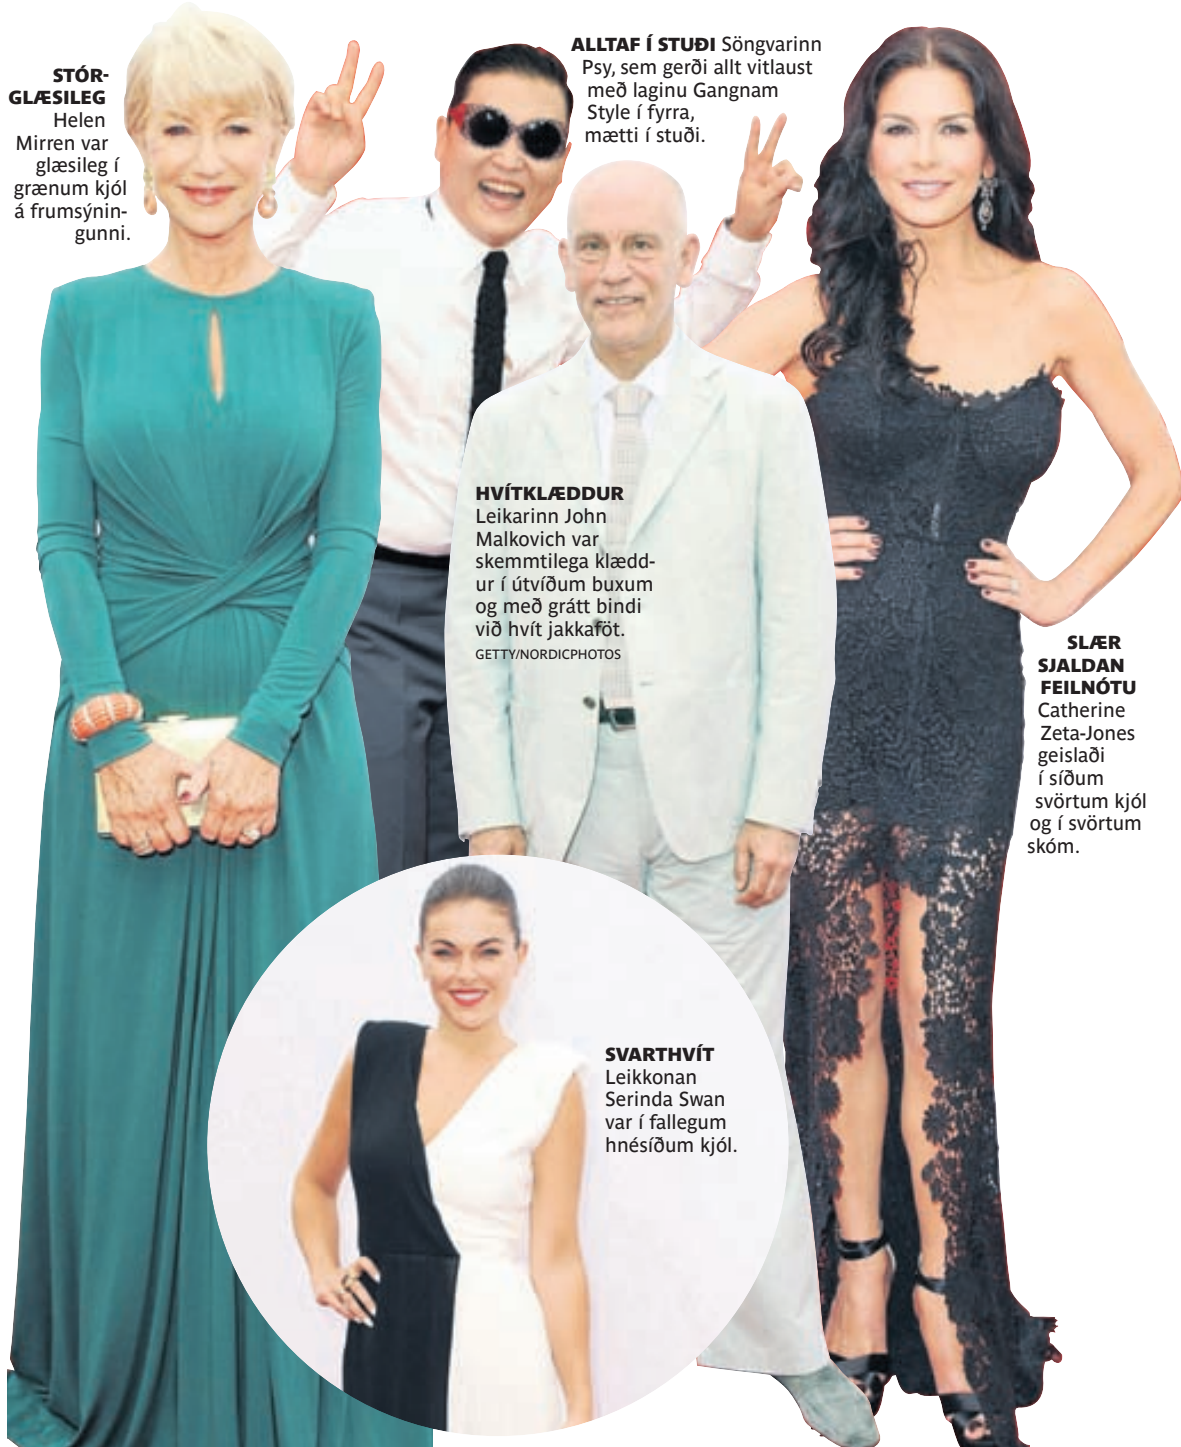 STÓR-
GLÆSILEG
Helen
Mirren var
glæsileg í
grænum kjól
á frumsýnin-
gunni.
ALLTAF Í STUÐI Söngvarinn
Psy, sem gerði allt vitlaust
með laginu Gangnam
Style í fyrra,
mætti í stuði.
HVÍTKLÆDDUR
Leikarinn John
Malkovich var
skemmtilega klædd-
ur í útvíðum buxum
og með grátt bindi
við hvít jakkaföt.
GETTY/NORDICPHOTOS
SLÆR
SJALDAN
FEILNÓTU
Catherine
Zeta-Jones
geislaði
í síðum
svörtum kjól
og í svörtum
skóm.
SVARTHVÍT
Leikkonan
Serinda Swan
var í fallegum
hnésíðum kjól.